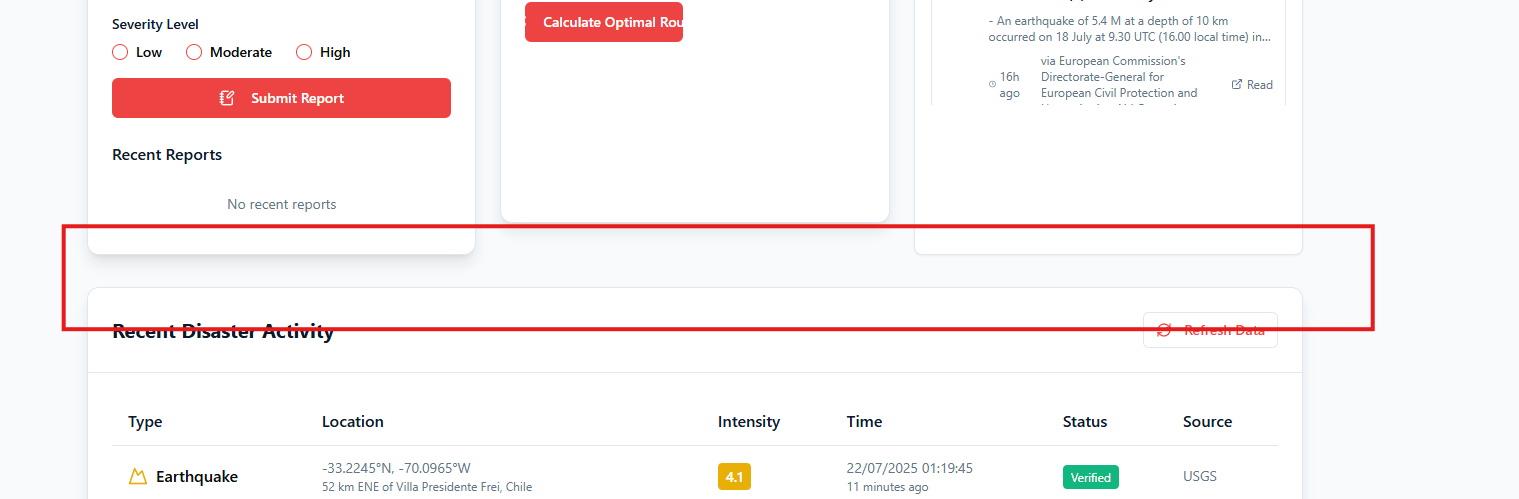 Severity Level
Low
Moderate
High
Submit Report
Recent Reports
No recent reports
Calculate Optimal Rou
- An earthquake of 5.4 M at a depth of 10 km
occurred on 18 July at 9.30 UTC (16.00 local time) in...
16h
ago
via European Commission's
Directorate-General for
European Civil Protection and
Read
Recent Disaster Activity
Refresh Data
Type Location Intensity Time Status Source
Earthquake
-33.2245°N, -70.0965°W
52 km ENE of Villa Presidente Frei, Chile
4.1
22/07/2025 01:19:45
11 minutes ago
Verified
USGS